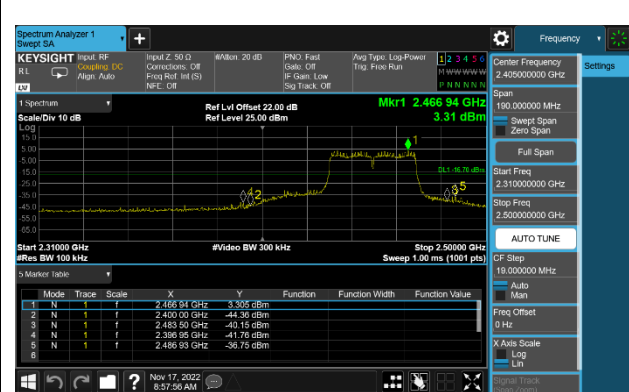 Spectrum Analyzer 1
Swept SA
Frequency
KEYSIGHT Input: RF
RL
Coupling: DC
Align: Auto
LXI
Input Z: 50 Ω
Corrections: Off
Freq Ref: Int (S)
NFE: Off
#Atten: 20 dB
PNO: Fast
Gate: Off
IF Gain: Low
Sig Track: Off
Avg Type: Log-Power
Trig: Free Run
1 2 3 4 5 6
M W W W W W
P N N N N N
Center Frequency
2.405000000 GHz
Settings
1 Spectrum
Scale/Div 10 dB
Ref Lvl Offset 22.00 dB
Ref Level 25.00 dBm
Mkr1 2.466 94 GHz
3.31 dBm
Span
190.000000 MHz
Swept Span
Zero Span
Log
15.0
5.00
-5.00
-15.0
-25.0
-35.0
-45.0
-55.0
-65.0
1
DL1 -16.70 dBm
2
5
Full Span
Start Freq
2.310000000 GHz
Stop Freq
2.500000000 GHz
Start 2.31000 GHz
#Res BW 100 kHz
#Video BW 300 kHz
Stop 2.50000 GHz
Sweep 1.00 ms (1001 pts)
AUTO TUNE
CF Step
19.000000 MHz
Auto
Man
5 Marker Table
Mode Trace Scale X Y Function Function Width Function Value
1 N 1 f 2.466 94 GHz 3.305 dBm
2 N 1 f 2.400 00 GHz -44.36 dBm
3 N 1 f 2.483 50 GHz -40.15 dBm
4 N 1 f 2.396 95 GHz -41.76 dBm
5 N 1 f 2.486 93 GHz -36.75 dBm
6
Freq Offset
0 Hz
X Axis Scale
Log
Lin
Signal Track
(Span Zoom)
?
Nov 17, 2022
8:57:56 AM